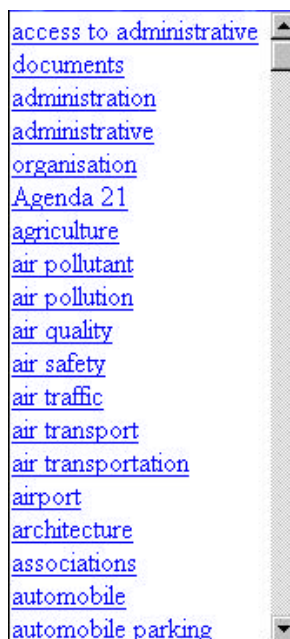 access to administrative
documents
administration
administrative
organisation
Agenda 21
agriculture
air pollutant
air pollution
air quality
air safety
air traffic
air transport
air transportation
airport
architecture
associations
automobile
automobile parking